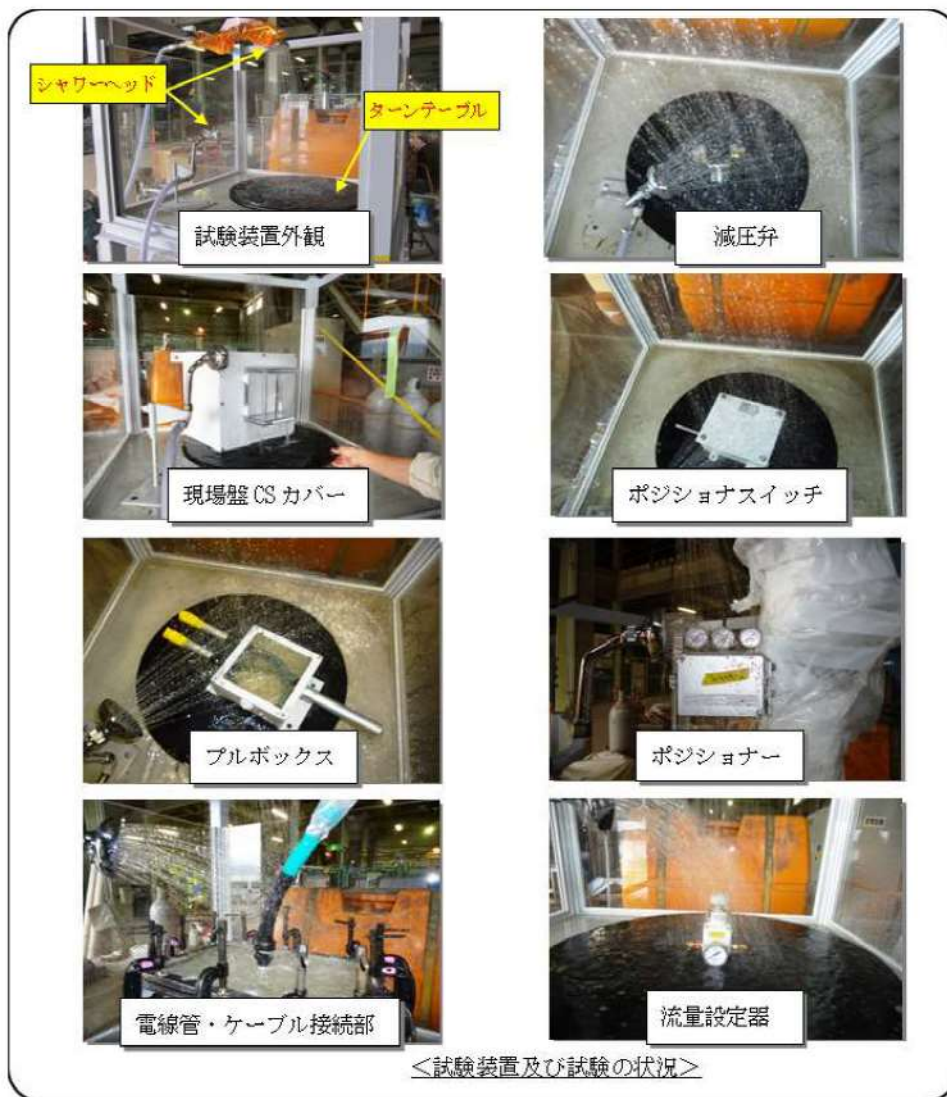 シャワーヘッド
ターンテーブル
試験装置外観
減圧弁
現場盤 CS カバー
ポジショナスイッチ
プルボックス
ポジショナー
電線管・ケーブル接続部
流量設定器
＜試験装置及び試験の状況＞